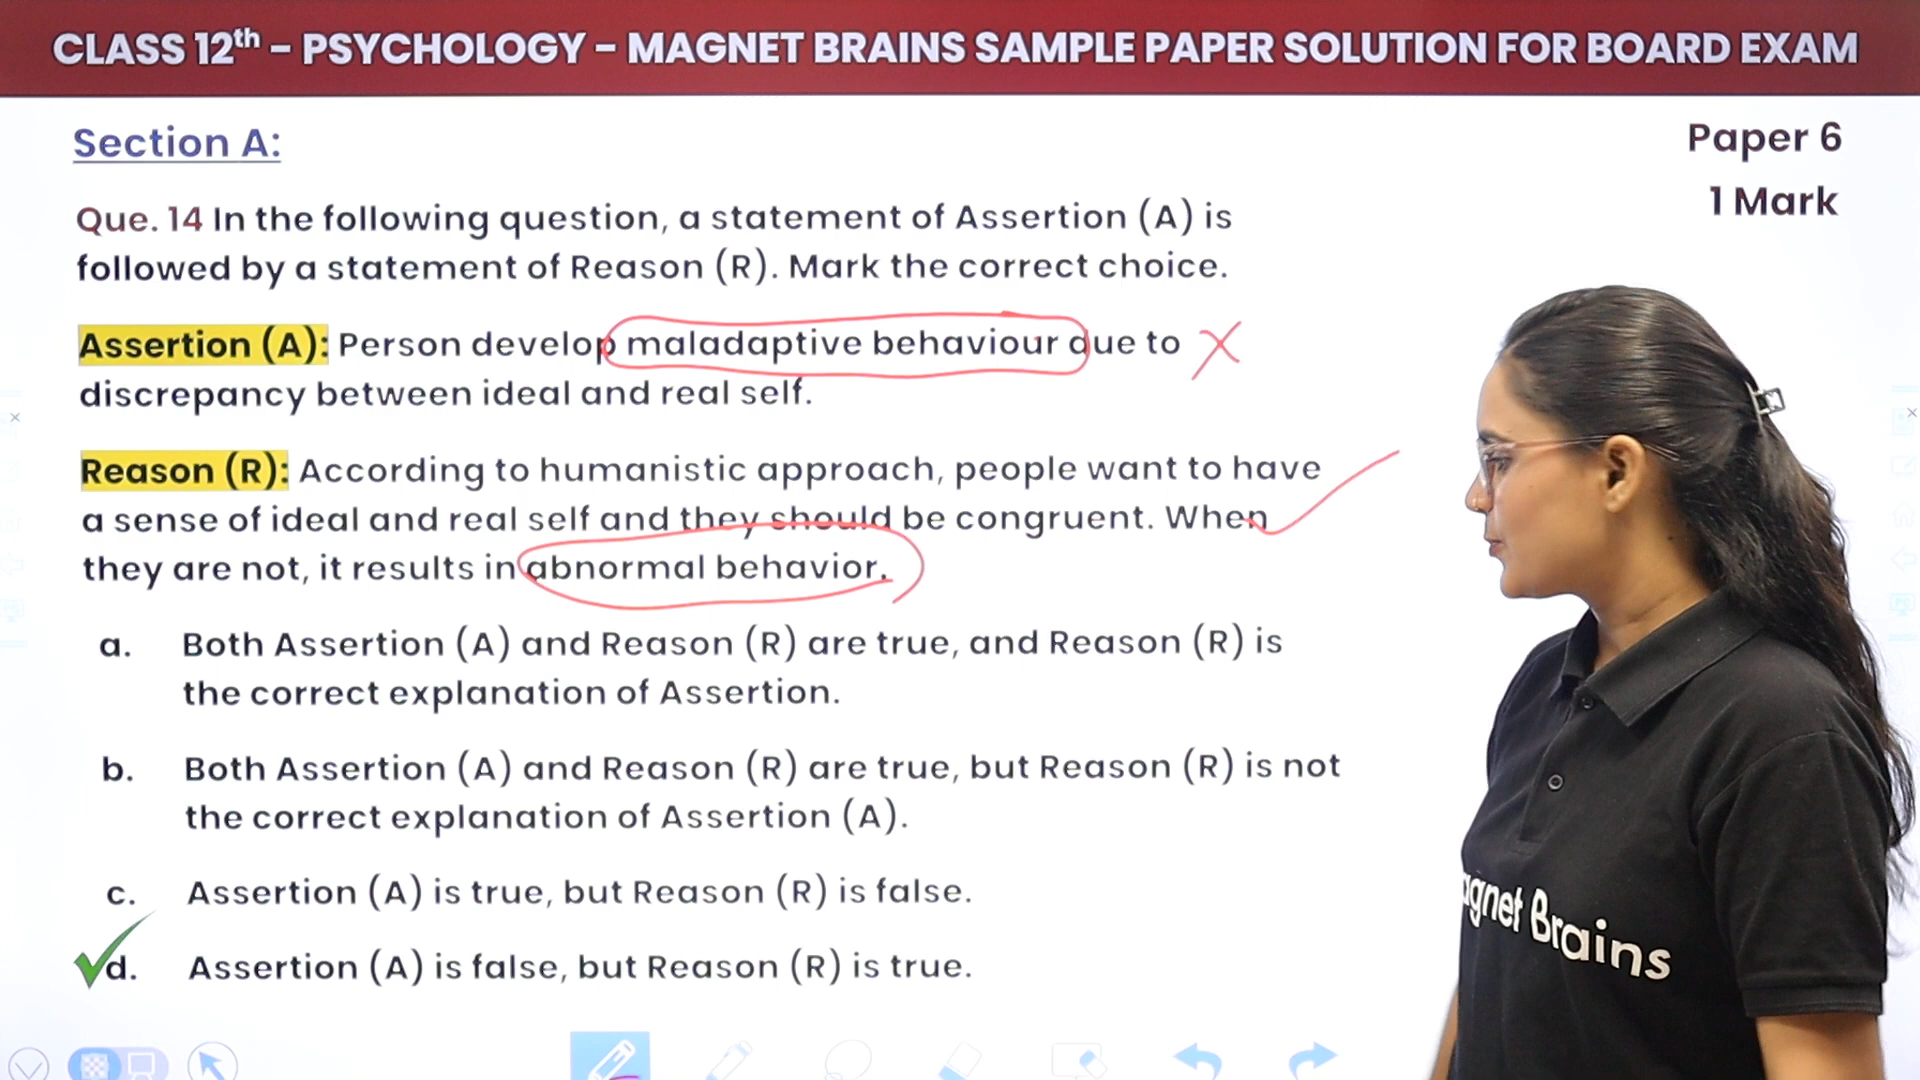 CLASS 12th – PSYCHOLOGY – MAGNET BRAINS SAMPLE PAPER SOLUTION FOR BOARD EXAM
Section A:
Paper 6
1 Mark
Que. 14 In the following question, a statement of Assertion (A) is
followed by a statement of Reason (R). Mark the correct choice.
Assertion (A): Person develop maladaptive behaviour due to
discrepancy between ideal and real self.
Reason (R): According to humanistic approach, people want to have
a sense of ideal and real self and they should be congruent. When
they are not, it results in abnormal behavior.
a. Both Assertion (A) and Reason (R) are true, and Reason (R) is
the correct explanation of Assertion.
b. Both Assertion (A) and Reason (R) are true, but Reason (R) is not
the correct explanation of Assertion (A).
c. Assertion (A) is true, but Reason (R) is false.
d. Assertion (A) is false, but Reason (R) is true.
agnet Brains